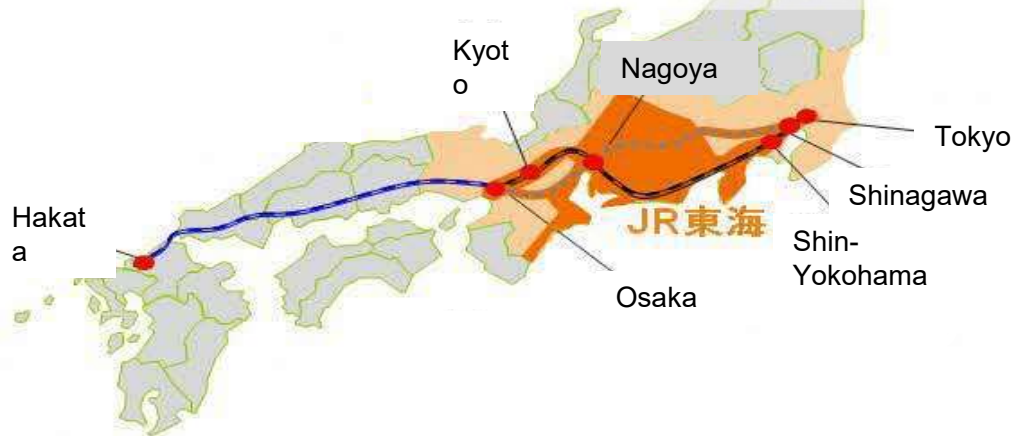 Kyot
o
Nagoya
Tokyo
Shinagawa
Hakat
a
JR東海
Shin-
Yokohama
Osaka